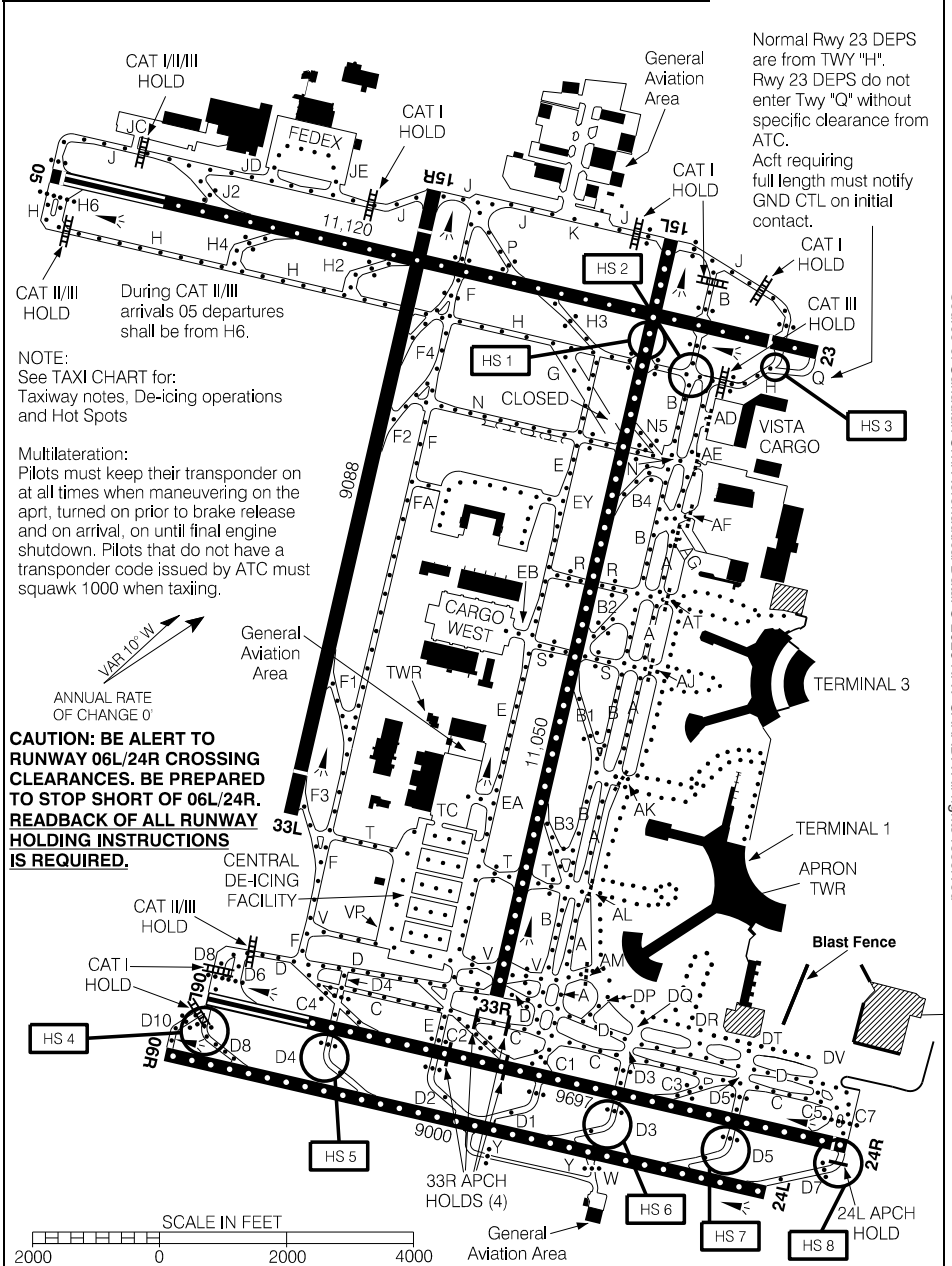 Normal Rwy 23 DEPS
are from TWY "H".
Rwy 23 DEPS do not
enter Twy "Q" without
specific clearance from
ATC.
Acft requiring
full length must notify
GND CTL on initial
contact.
CAT I/II/III
HOLD
General
Aviation
Area
FEDEX
CAT I
HOLD
CAT I
HOLD
CAT I
HOLD
CAT III
HOLD
JC
J
JD
J2
JE
J
J
15R
J
K
J
15L
J
05
H
H6
11,120
P
HS 2
B
H
H4
H
H2
F
H
H3
23
Q
H
CAT II/III
HOLD
During CAT II/III
arrivals 05 departures
shall be from H6.
HS 1
HS 3
NOTE:
See TAXI CHART for:
Taxiway notes, De-icing operations
and Hot Spots
F4
G
CLOSED
N
B
AD
VISTA
CARGO
Multilateration:
Pilots must keep their transponder on
at all times when maneuvering on the
aprt, turned on prior to brake release
and on arrival, on until final engine
shutdown. Pilots that do not have a
transponder code issued by ATC must
squawk 1000 when taxiing.
F2
F
9088
FA
E
EY
N5
N
AE
B4
AF
B
A
AG
EB
R
R
CARGO
WEST
B2
AT
A
S
S
AJ
TERMINAL 3
VAR 10° W
ANNUAL RATE
OF CHANGE 0'
General
Aviation
Area
TWR
F1
E
B1
B
A
11,050
CAUTION: BE ALERT TO
RUNWAY 06L/24R CROSSING
CLEARANCES. BE PREPARED
TO STOP SHORT OF 06L/24R.
READBACK OF ALL RUNWAY
HOLDING INSTRUCTIONS
IS REQUIRED.
F3
33L
T
TC
EA
AK
B3
B
A
TERMINAL 1
APRON
TWR
CENTRAL
DE-ICING
FACILITY
F
T
AL
V
VP
B
A
CAT II/III
HOLD
F
V
V
AM
Blast Fence
CAT I
HOLD
D8
D6
D
D
D4
33R
A
DP
DQ
DR
DT
DV
06L
C4
C
E
C2
C
D
D
C1
C
D3
C3
D
D5
C
C5
C7
HS 4
D10
D8
D4
06R
D2
D1
9697
9000
D3
D5
24R
D7
24L
Y
Y
W
HS 5
33R APCH
HOLDS (4)
HS 6
HS 7
HS 8
24L APCH
HOLD
General
Aviation Area
SCALE IN FEET
2000
0
2000
4000